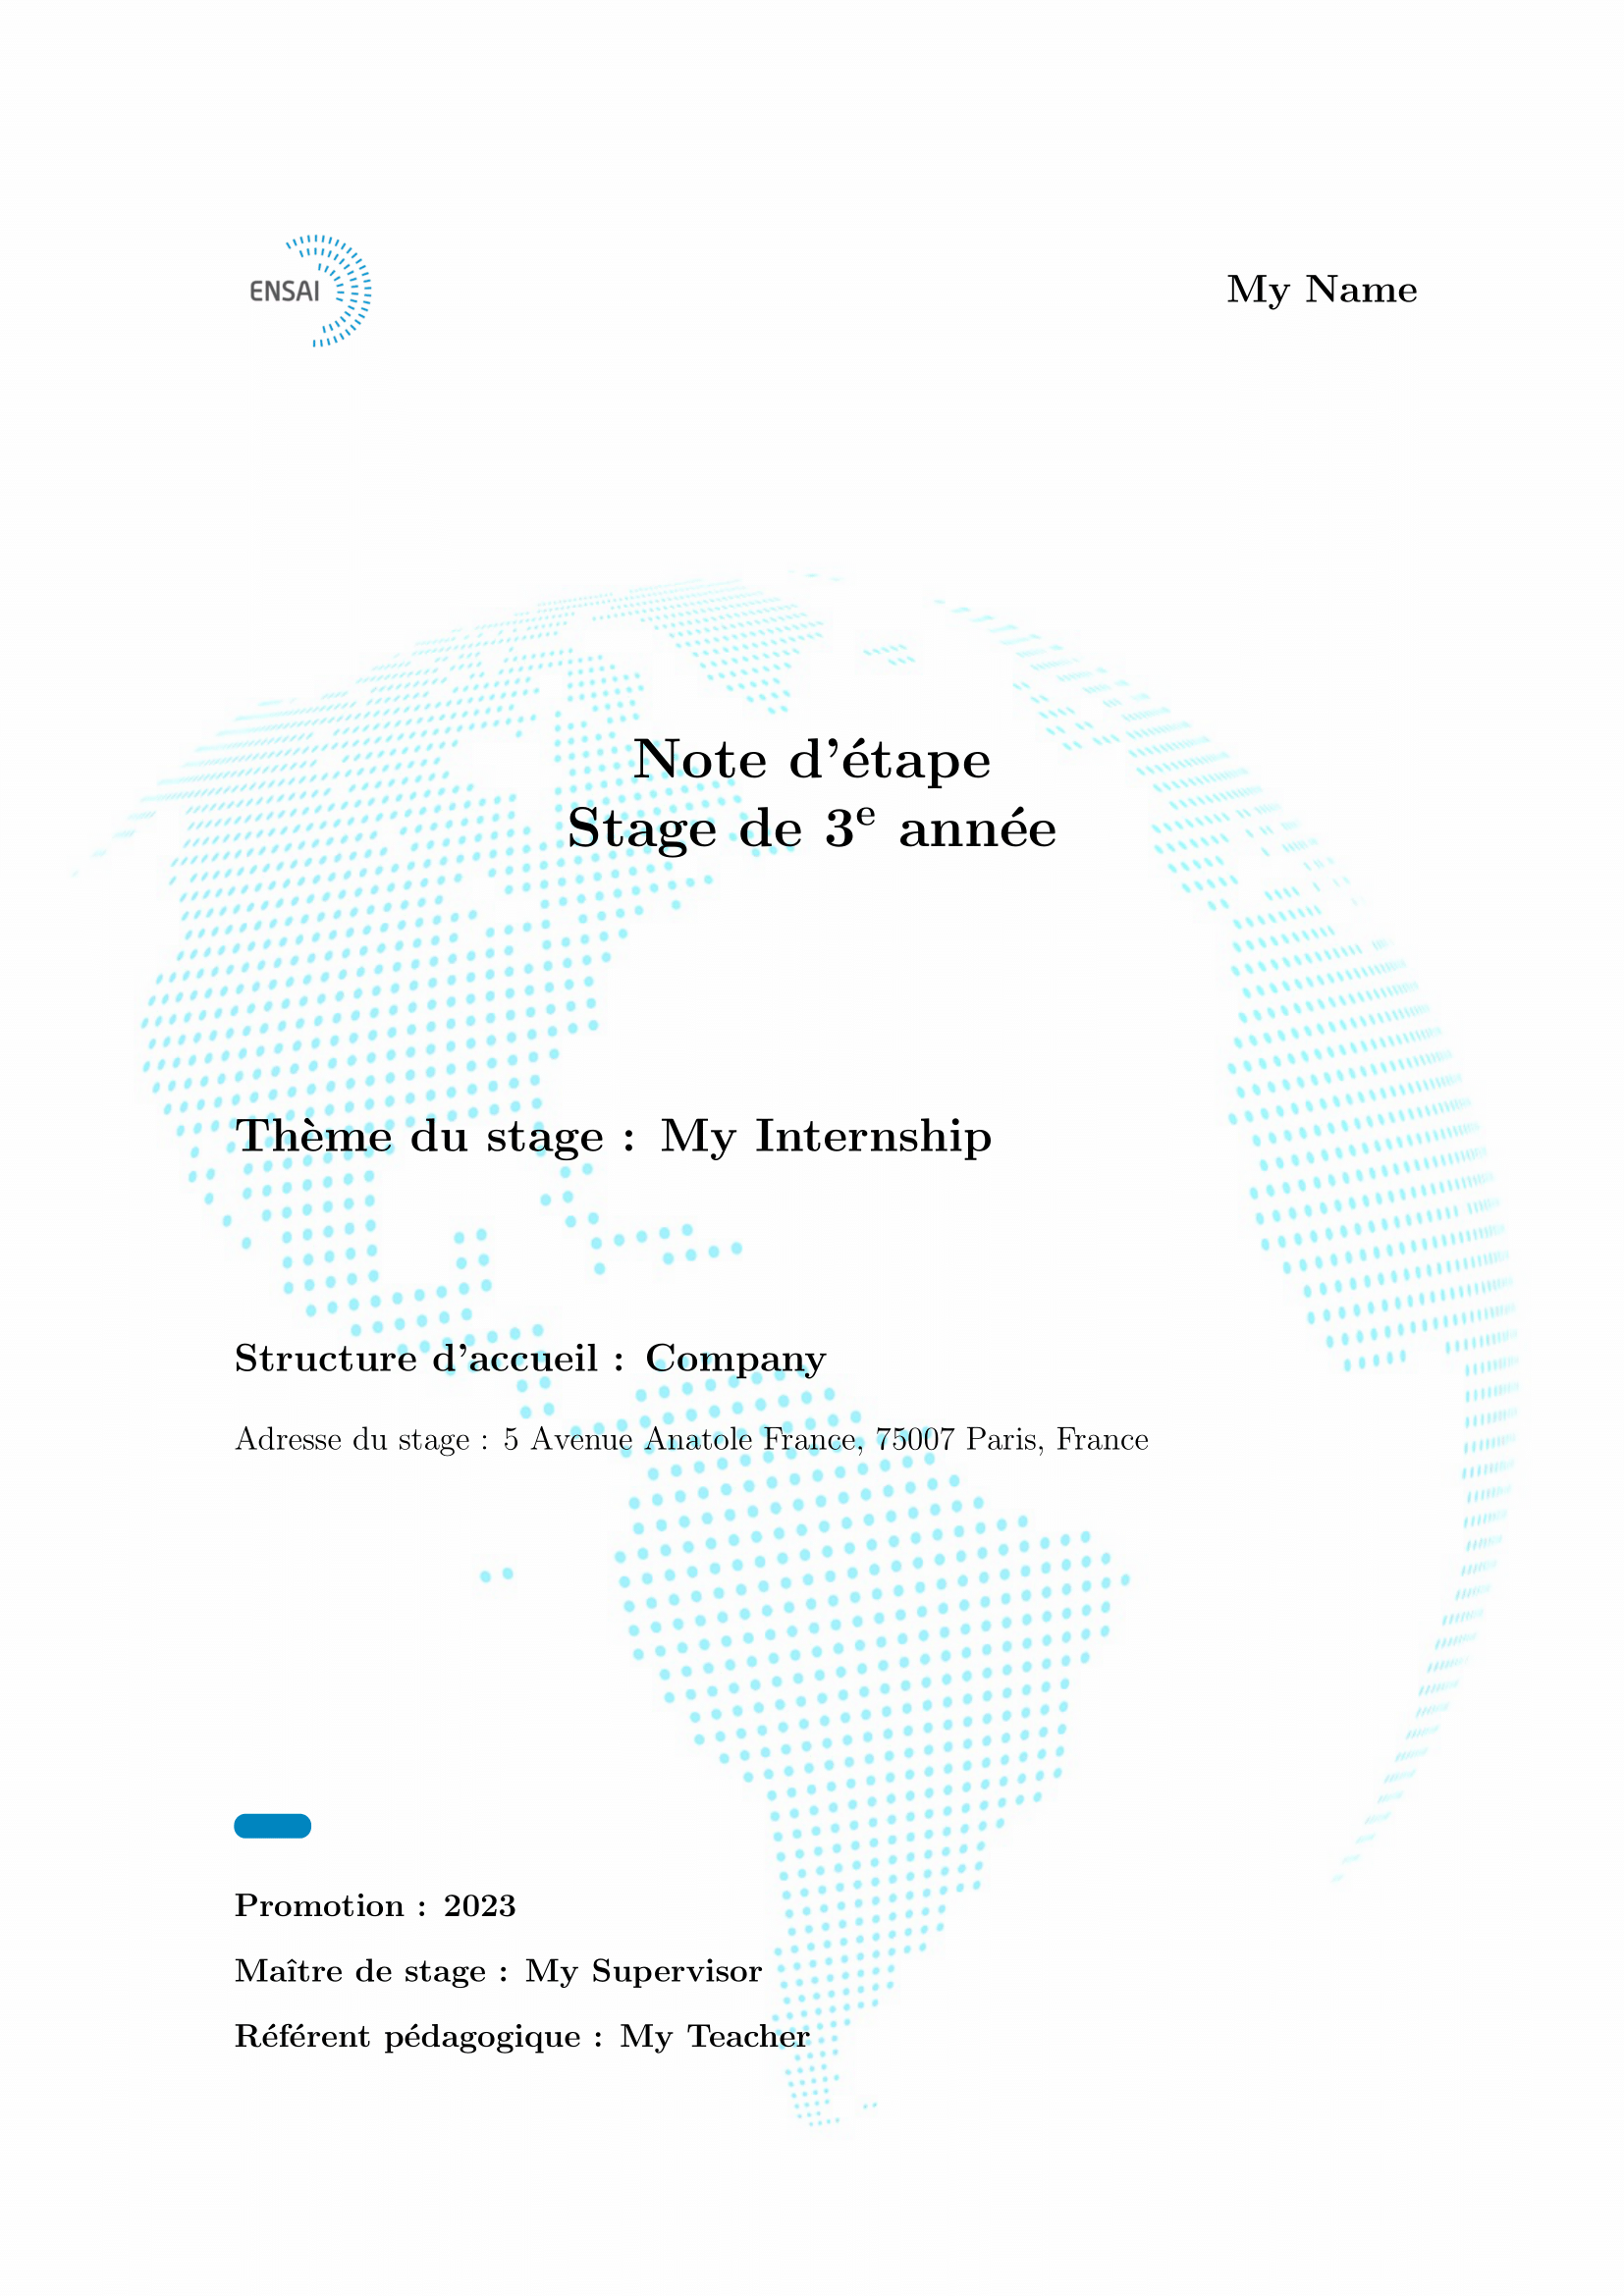 ENSAI
My Name
Note d'étape
Stage de 3e année
Thème du stage : My Internship
Structure d'accueil : Company
Adresse du stage : 5 Avenue Anatole France, 75007 Paris, France
Promotion : 2023
Maître de stage : My Supervisor
Référent pédagogique : My Teacher